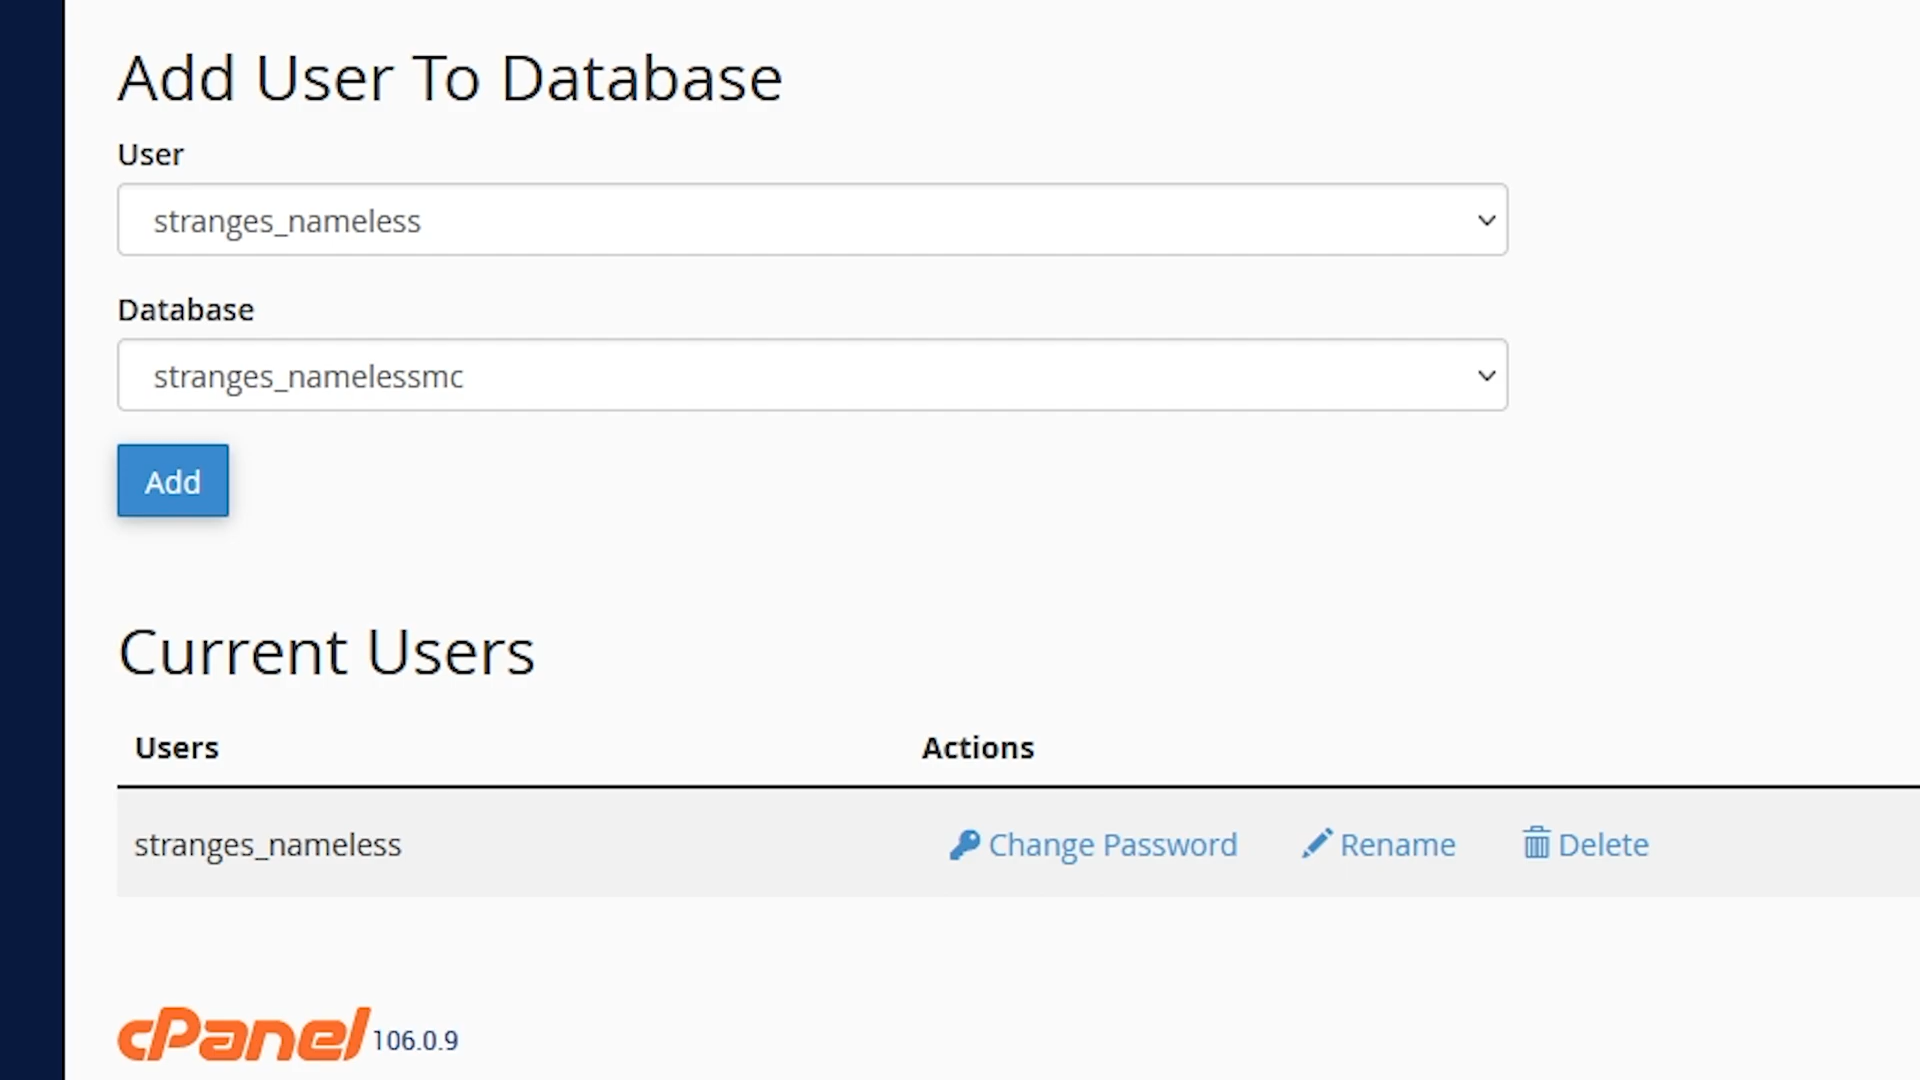 Add User To Database
User
stranges_nameless
Database
stranges_namelessmc
Add
Current Users
Users Actions
stranges_nameless Change Password Rename Delete
cPanel 106.0.9